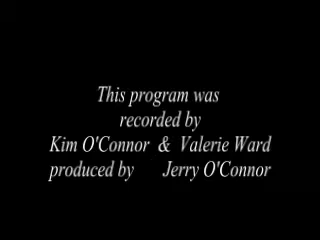 This program was
recorded by
Kim O'Connor & Valerie Ward
produced by Jerry O'Connor